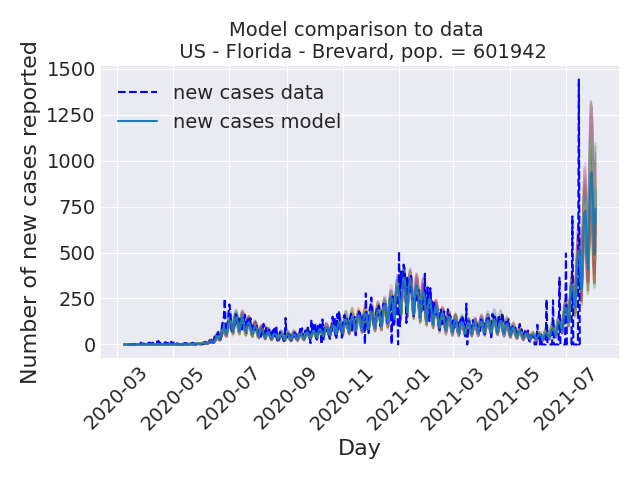 Model comparison to data
US - Florida - Brevard, pop. = 601942
Number of new cases reported
1500
1250
1000
750
500
250
0
new cases data
new cases model
2020-03
2020-05
2020-07
2020-09
2020-11
2021-01
2021-03
2021-05
2021-07
Day